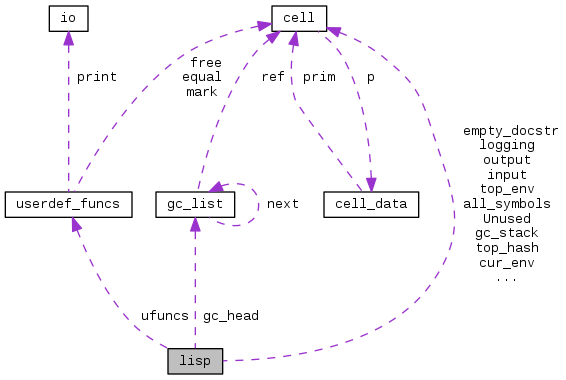 io
cell
print
free
equal
mark
ref
prim
p
empty_docstr
logging
output
input
top_env
all_symbols
Unused
gc_stack
top_hash
cur_env
...
userdef_funcs
gc_list
next
cell_data
ufuncs
gc_head
lisp